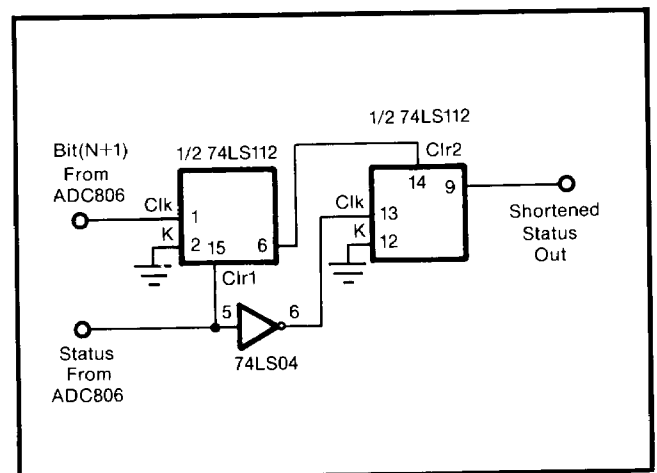 1/2 74LS112
Bit(N+1)
From
ADC806
1/2 74LS112
Clr2
14
9
Clk
1
K
2
15
6
Clk
13
K
12
Clr1
Shortened
Status
Out
5
6
74LS04
Status
From
ADC806